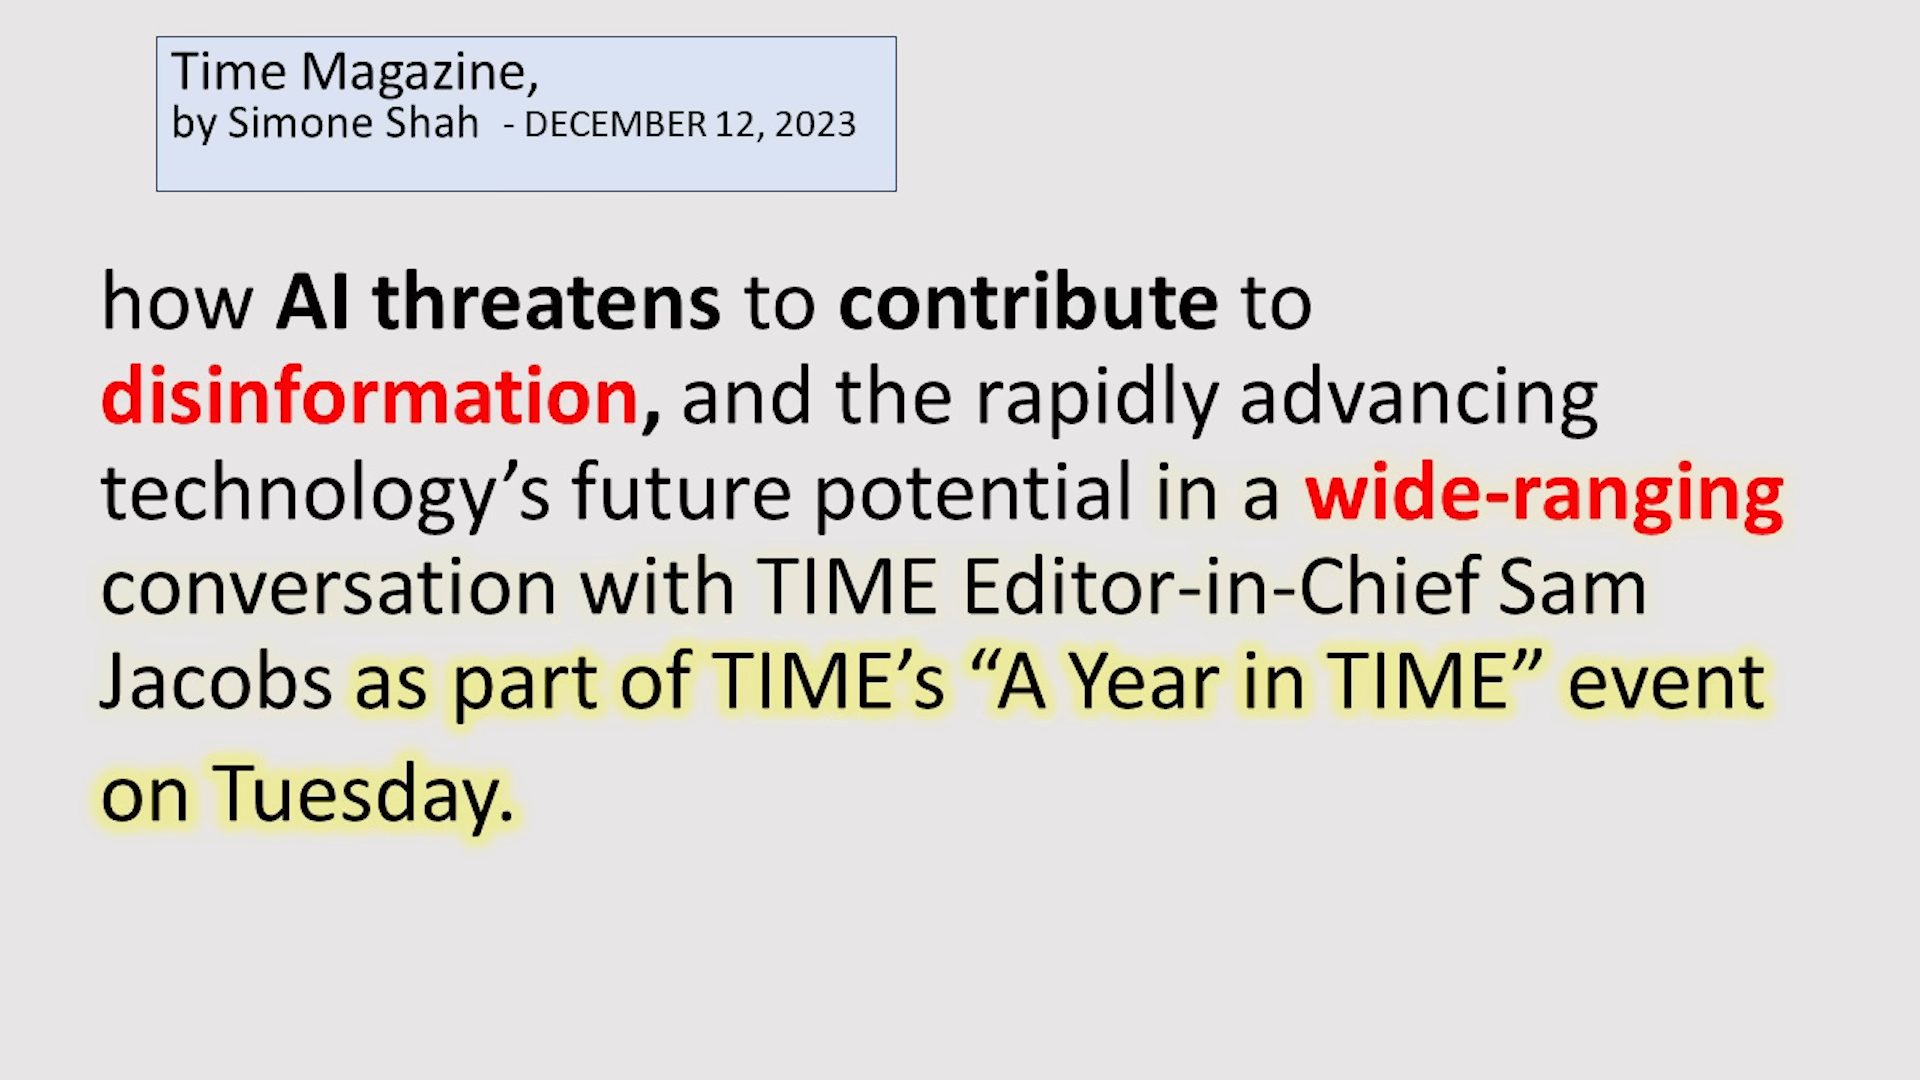 Time Magazine,
by Simone Shah - DECEMBER 12, 2023
how AI threatens to contribute to
disinformation, and the rapidly advancing
technology’s future potential in a wide-ranging
conversation with TIME Editor-in-Chief Sam
Jacobs as part of TIME’s “A Year in TIME” event
on Tuesday.